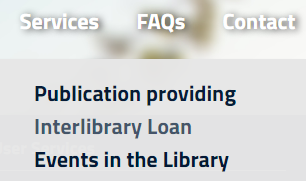 Services FAQs Contact
Publication providing
Interlibrary Loan
Events in the Library